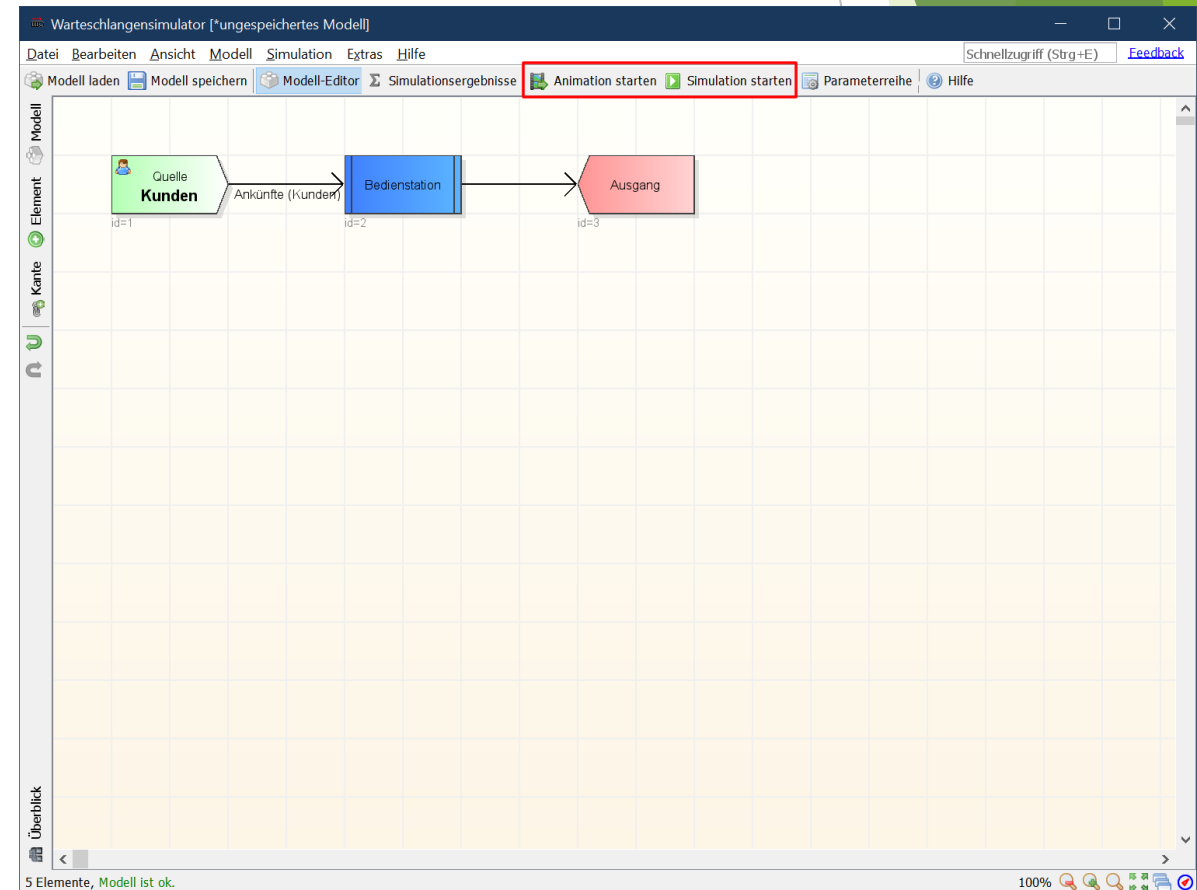 Warteschlangensimulator [*ungespeichertes Modell]
Datei Bearbeiten Ansicht Modell Simulation Extras Hilfe Schnellzugriff (Strg+E) Feedback
Modell laden Modell speichern Modell-Editor Σ Simulationsergebnisse Animation starten Simulation starten Parameterreihe Hilfe
Modell
Element
Kante
Überblick
Quelle
Kunden
id=1
Ankünfte (Kunden)
Bedienstation
id=2
Ausgang
id=3
5 Elemente, Modell ist ok. 100%